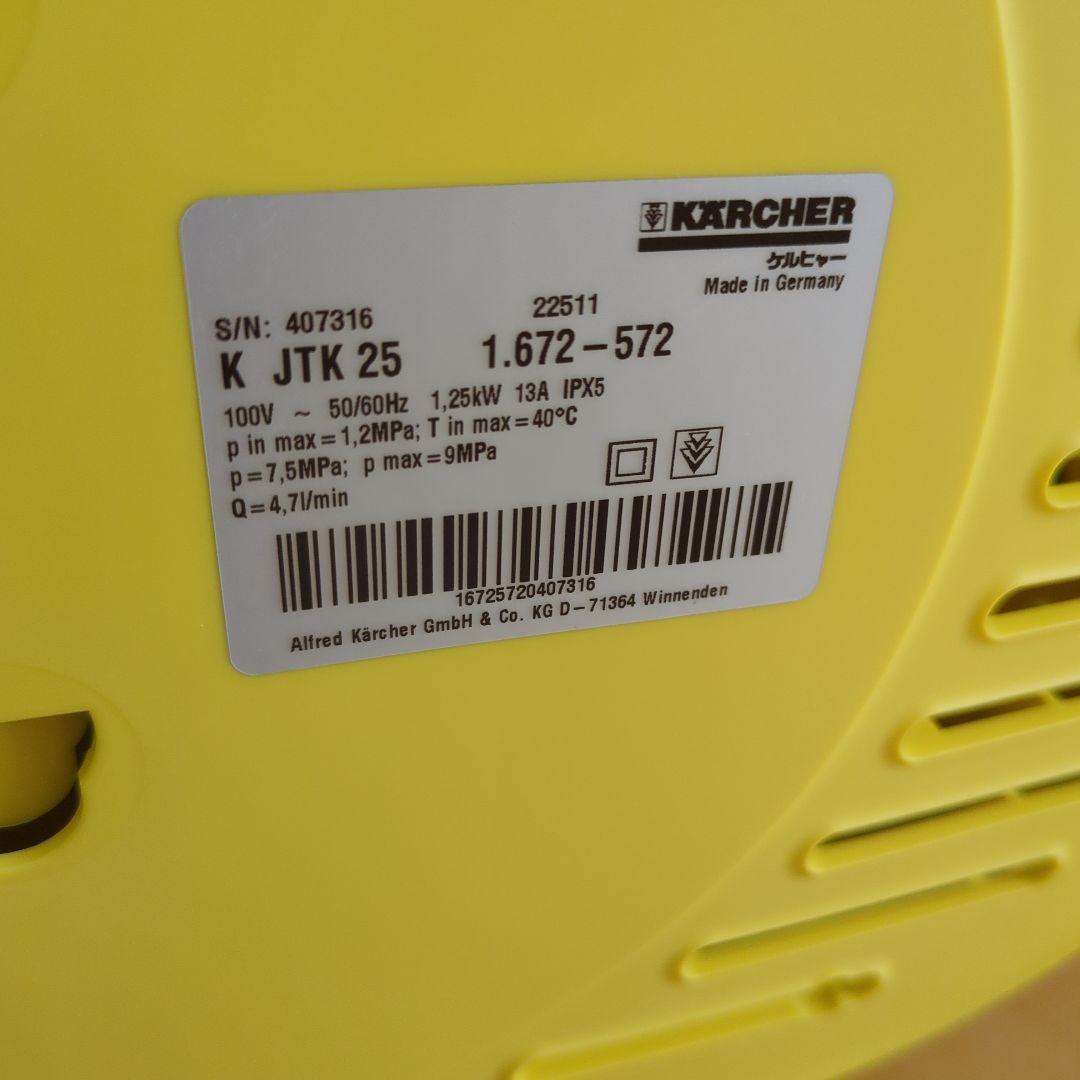 KÄRCHER
ケルヒャー
Made in Germany
S/N: 407316 22511
K JTK 25 1.672-572
100V ~ 50/60Hz 1,25kW 13A IPX5
p in max=1,2MPa; T in max=40°C
p=7,5MPa; p max=9MPa
Q=4,7l/min
16725720407316
Alfred Kärcher GmbH & Co. KG D-71364 Winnenden